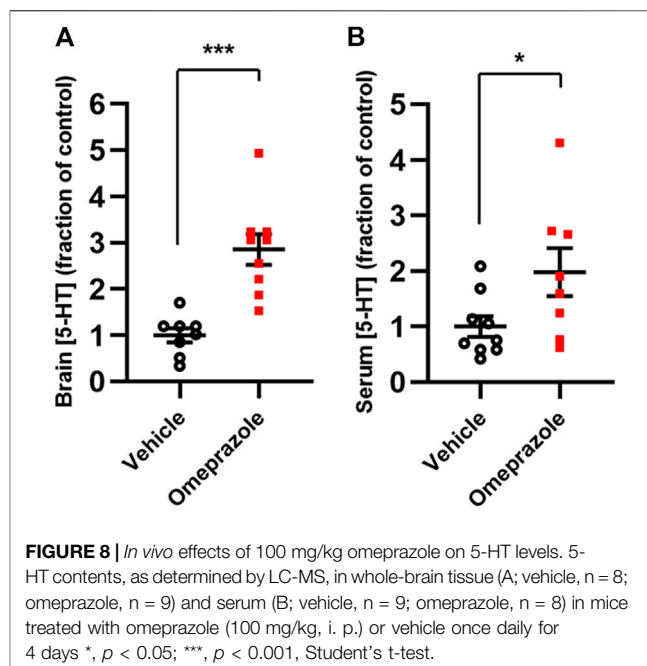 A
***
Brain [5-HT] (fraction of control)
6
5
4
3
2
1
0
Vehicle
Omeprazole
B
*
Serum [5-HT] (fraction of control)
5
4
3
2
1
0
Vehicle
Omeprazole
FIGURE 8 | In vivo effects of 100 mg/kg omeprazole on 5-HT levels. 5-
HT contents, as determined by LC-MS, in whole-brain tissue (A; vehicle, n = 8;
omeprazole, n = 9) and serum (B; vehicle, n = 9; omeprazole, n = 8) in mice
treated with omeprazole (100 mg/kg, i. p.) or vehicle once daily for
4 days *, p < 0.05; ***, p < 0.001, Student's t-test.